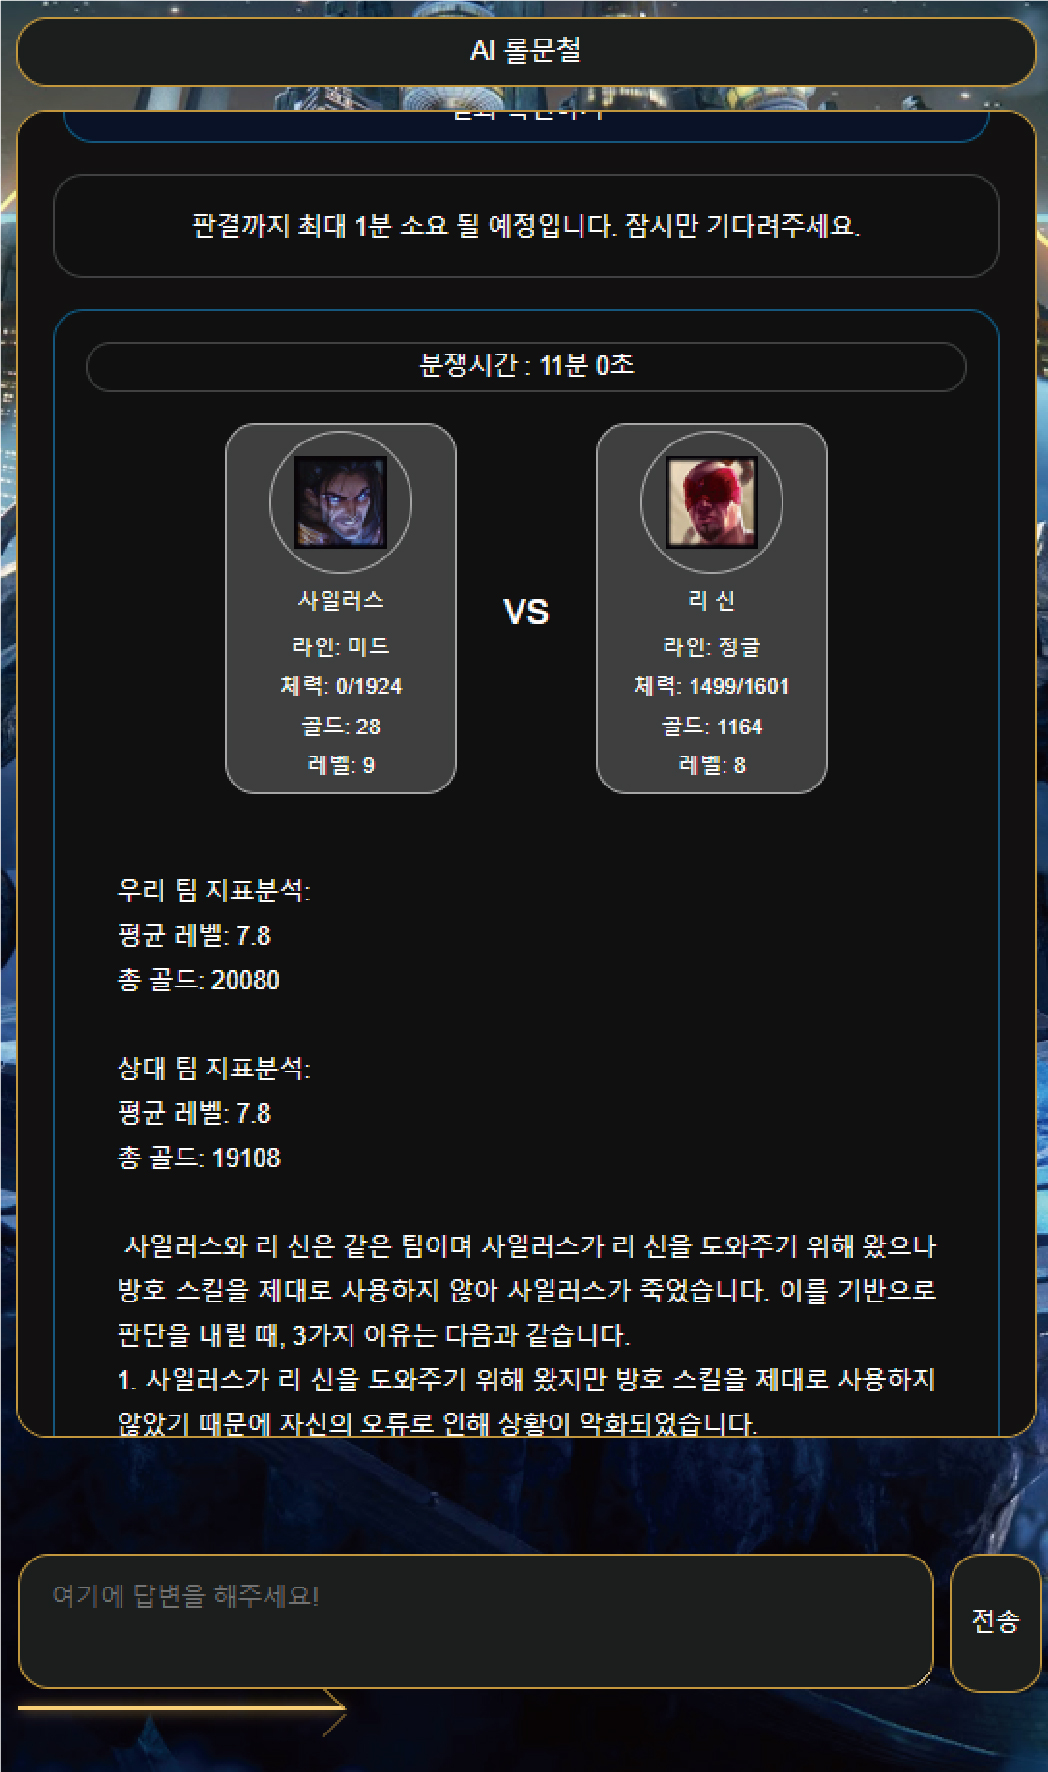 AI 롤문철
판결까지 최대 1분 소요 될 예정입니다. 잠시만 기다려주세요.
분쟁시간 : 11분 0초
사일러스
라인: 미드
체력: 0/1924
골드: 28
레벨: 9
VS
리 신
라인: 정글
체력: 1499/1601
골드: 1164
레벨: 8
우리 팀 지표분석:
평균 레벨: 7.8
총 골드: 20080
상대 팀 지표분석:
평균 레벨: 7.8
총 골드: 19108
사일러스와 리 신은 같은 팀이며 사일러스가 리 신을 도와주기 위해 왔으나
방호 스킬을 제대로 사용하지 않아 사일러스가 죽었습니다. 이를 기반으로
판단을 내릴 때, 3가지 이유는 다음과 같습니다.
1. 사일러스가 리 신을 도와주기 위해 왔지만 방호 스킬을 제대로 사용하지
않았기 때문에 자신의 오류로 인해 상황이 악화되었습니다.
여기에 답변을 해주세요!
전송